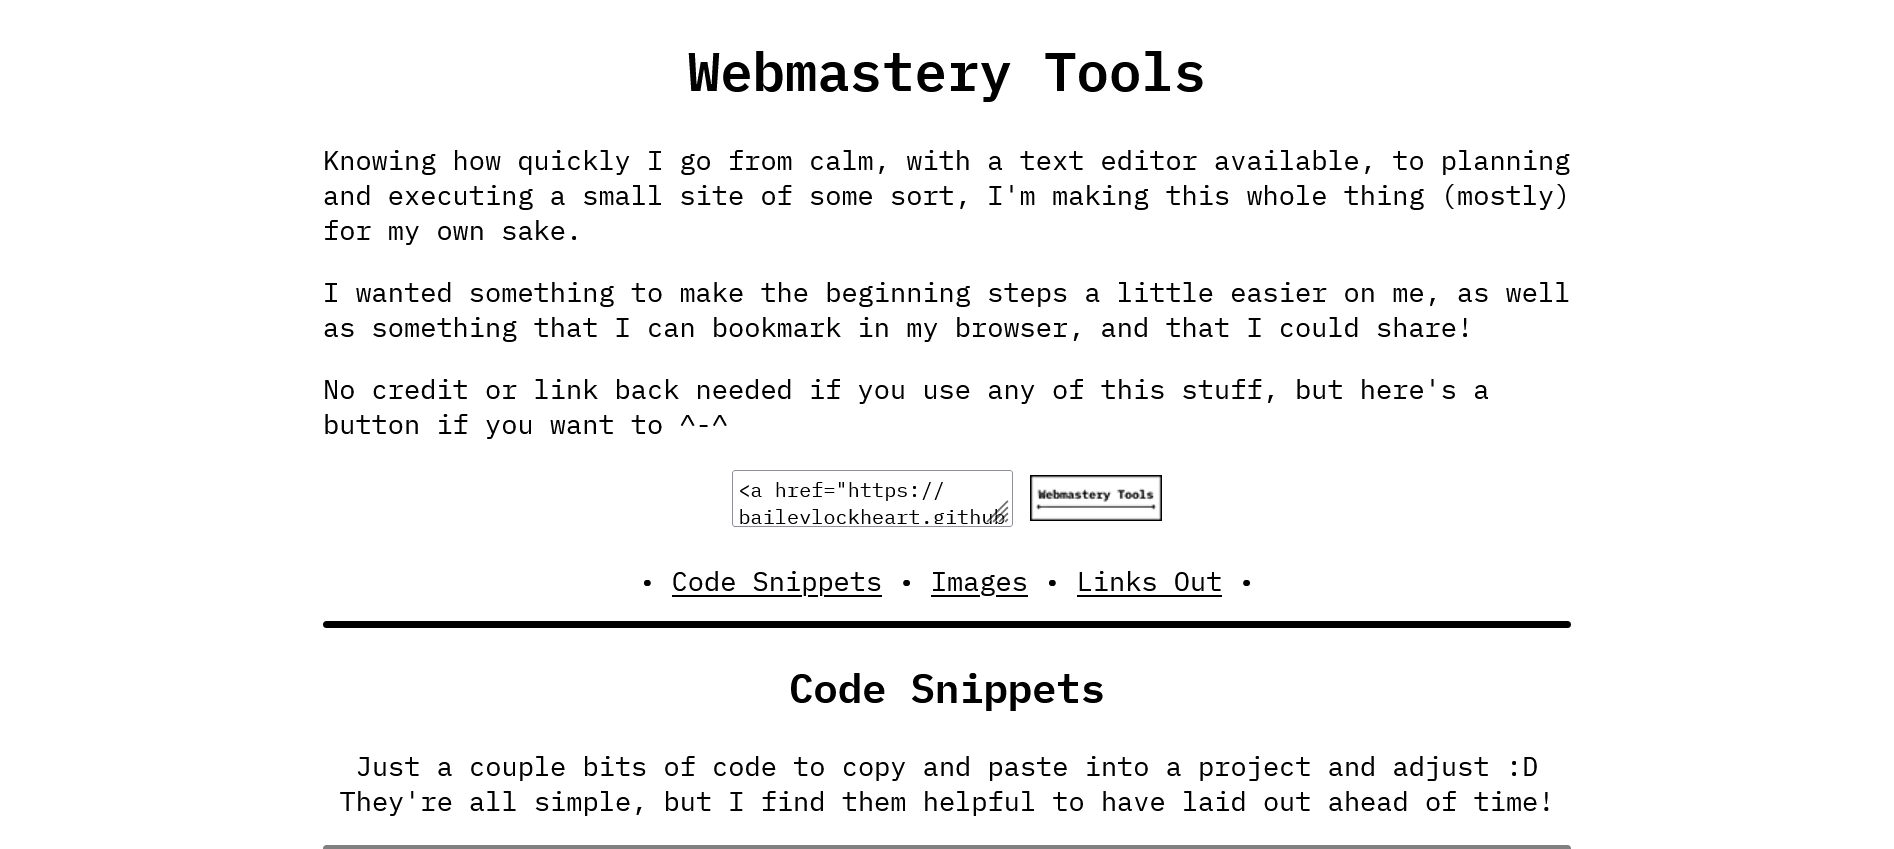 Webmastery Tools
Knowing how quickly I go from calm, with a text editor available, to planning
and executing a small site of some sort, I'm making this whole thing (mostly)
for my own sake.
I wanted something to make the beginning steps a little easier on me, as well
as something that I can bookmark in my browser, and that I could share!
No credit or link back needed if you use any of this stuff, but here's a
button if you want to ^-^
<a href="https://
baileylockheart.github
Webmastery Tools
• Code Snippets • Images • Links Out •
Code Snippets
Just a couple bits of code to copy and paste into a project and adjust :D
They're all simple, but I find them helpful to have laid out ahead of time!